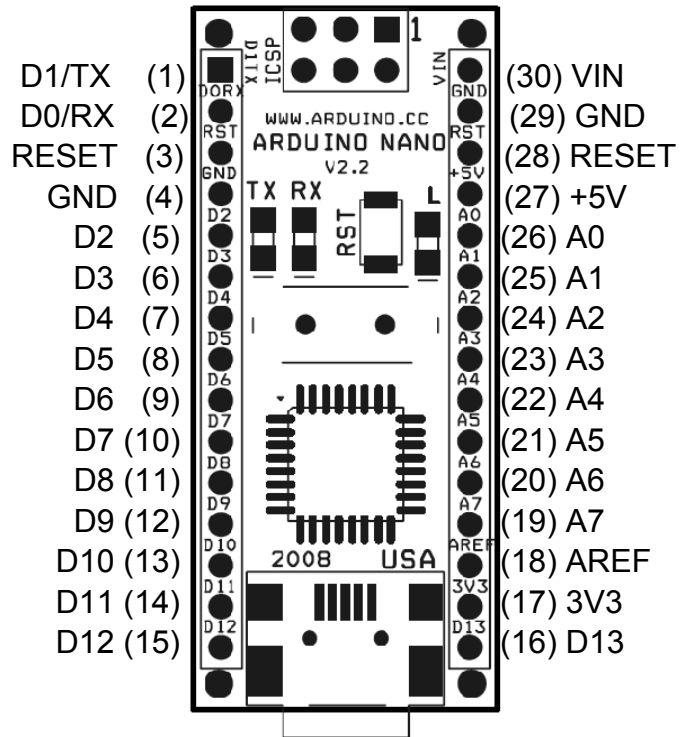 D1/TX (1)
D0/RX (2)
RESET (3)
GND (4)
D2 (5)
D3 (6)
D4 (7)
D5 (8)
D6 (9)
D7 (10)
D8 (11)
D9 (12)
D10 (13)
D11 (14)
D12 (15)
D1TX
ICSP
1
VIN
D0RX
RST
GND
D2
D3
D4
D5
D6
D7
D8
D9
D10
D11
D12
WWW.ARDUINO.CC
ARDUINO NANO
V2.2
TX RX
RST
L
2008 USA
GND
RST
+5V
A0
A1
A2
A3
A4
A5
A6
A7
AREF
3V3
D13
(30) VIN
(29) GND
(28) RESET
(27) +5V
(26) A0
(25) A1
(24) A2
(23) A3
(22) A4
(21) A5
(20) A6
(19) A7
(18) AREF
(17) 3V3
(16) D13